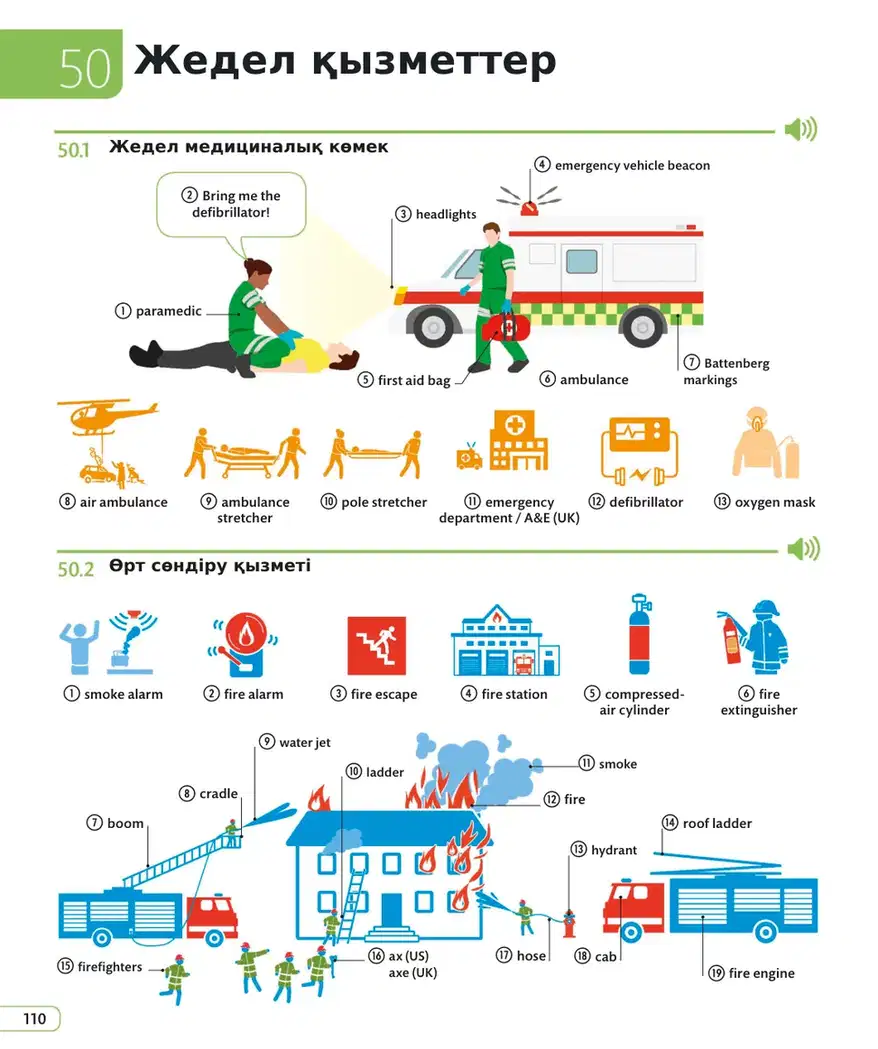 50 Жедел қызметтер
50.1 Жедел медициналық көмек
④ emergency vehicle beacon
② Bring me the
defibrillator!
③ headlights
① paramedic
⑤ first aid bag
⑥ ambulance
⑦ Battenberg
markings
⑧ air ambulance
⑨ ambulance
stretcher
⑩ pole stretcher
⑪ emergency
department / A&E (UK)
⑫ defibrillator
⑬ oxygen mask
50.2 Өрт сөндіру қызметі
① smoke alarm
② fire alarm
③ fire escape
④ fire station
⑤ compressed-
air cylinder
⑥ fire
extinguisher
⑨ water jet
⑩ ladder
⑪ smoke
⑧ cradle
⑫ fire
⑦ boom
⑭ roof ladder
⑬ hydrant
⑮ firefighters
⑯ ax (US)
axe (UK)
⑰ hose
⑱ cab
⑲ fire engine
110